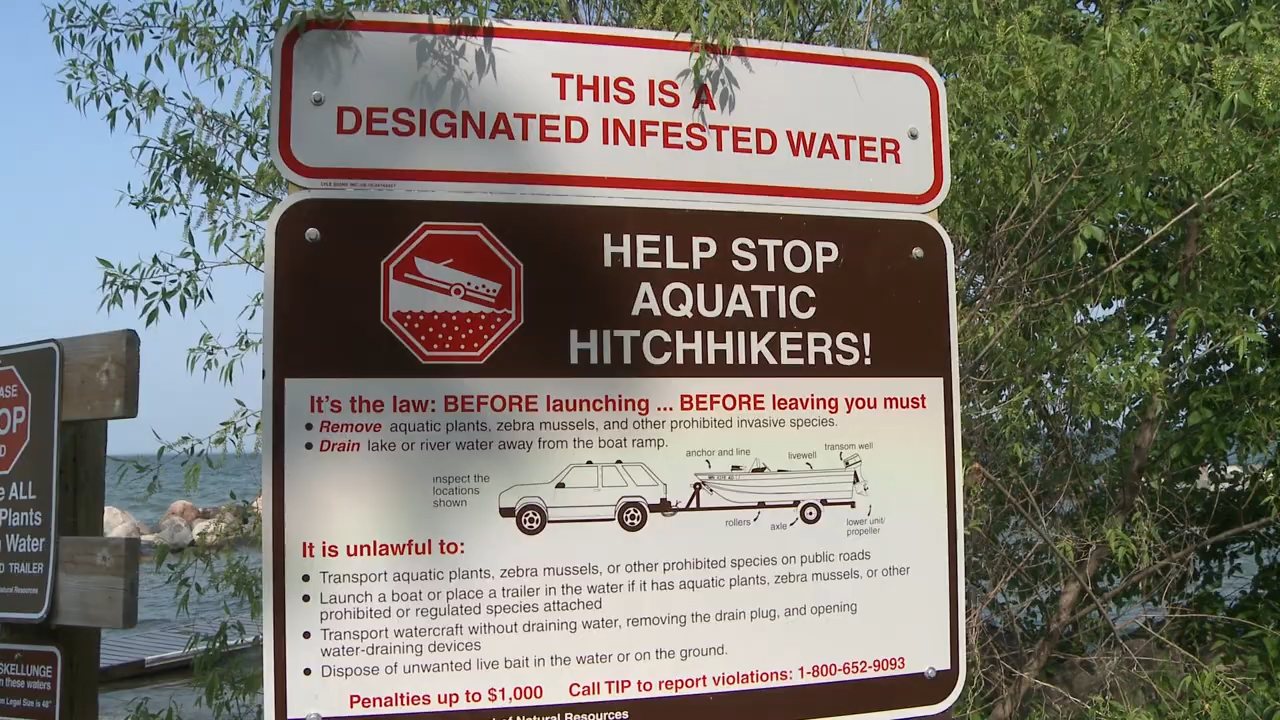 THIS IS A
DESIGNATED INFESTED WATER
HELP STOP
AQUATIC
HITCHHIKERS!
It's the law: BEFORE launching ... BEFORE leaving you must
• Remove aquatic plants, zebra mussels, and other prohibited invasive species.
• Drain lake or river water away from the boat ramp.
inspect the
locations
shown
anchor and line
livewell
transom well
rollers
axle
lower unit/
propeller
It is unlawful to:
• Transport aquatic plants, zebra mussels, or other prohibited species on public roads
• Launch a boat or place a trailer in the water if it has aquatic plants, zebra mussels, or other
prohibited or regulated species attached
• Transport watercraft without draining water, removing the drain plug, and opening
water-draining devices
• Dispose of unwanted live bait in the water or on the ground.
Penalties up to $1,000 Call TIP to report violations: 1-800-652-9093
of Natural Resources
ALL
Plants
Water
TRAILER
Natural Resources
these waters
Legal Size is 48"